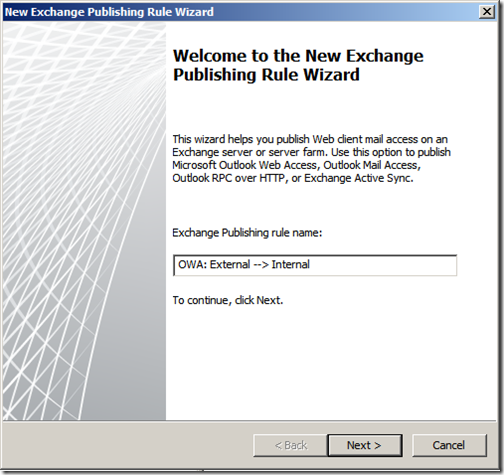 New Exchange Publishing Rule Wizard
Welcome to the New Exchange
Publishing Rule Wizard
This wizard helps you publish Web client mail access on an
Exchange server or server farm. Use this option to publish
Microsoft Outlook Web Access, Outlook Mail Access,
Outlook RPC over HTTP, or Exchange Active Sync.
Exchange Publishing rule name:
OWA: External --> Internal
To continue, click Next.
< Back Next > Cancel